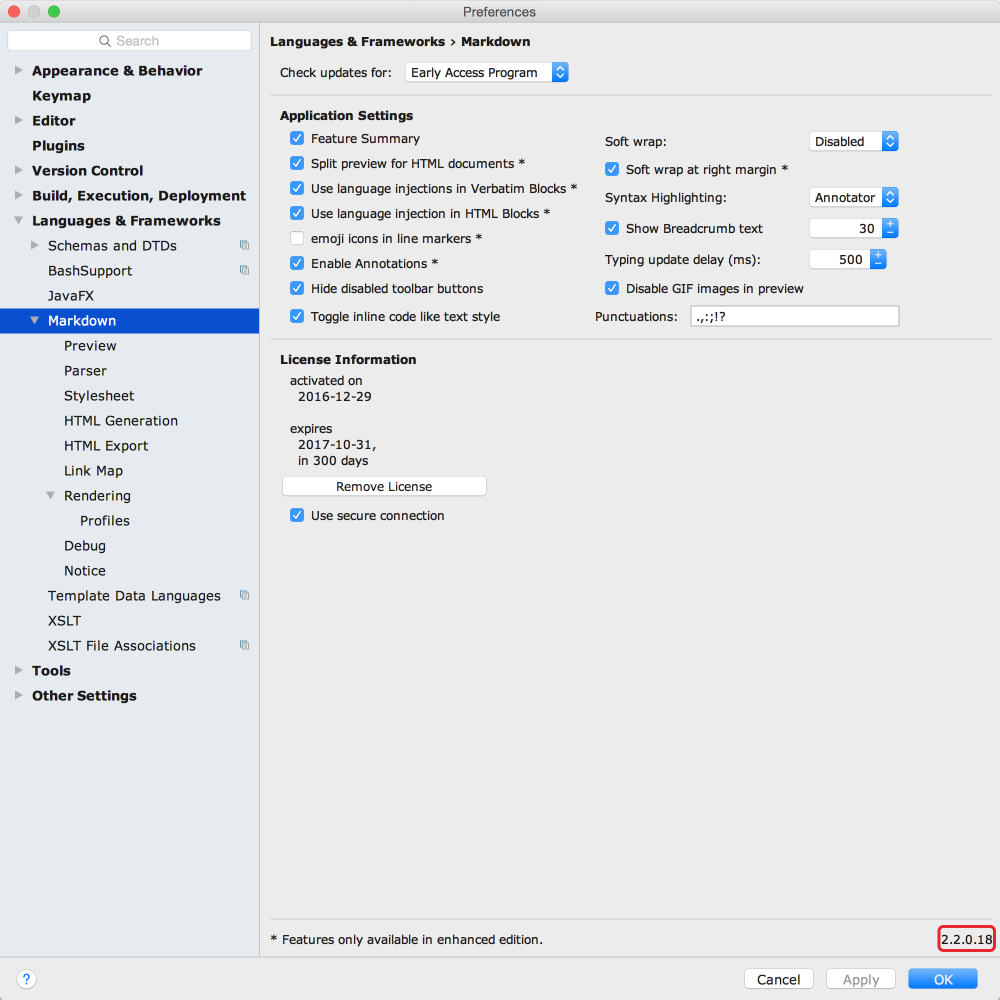 Preferences
Search
Appearance & Behavior
Keymap
Editor
Plugins
Version Control
Build, Execution, Deployment
Languages & Frameworks
Schemas and DTDs
BashSupport
JavaFX
Markdown
Preview
Parser
Stylesheet
HTML Generation
HTML Export
Link Map
Rendering
Profiles
Debug
Notice
Template Data Languages
XSLT
XSLT File Associations
Tools
Other Settings
?
Languages & Frameworks › Markdown
Check updates for: Early Access Program
Application Settings
Feature Summary
Split preview for HTML documents *
Use language injections in Verbatim Blocks *
Use language injection in HTML Blocks *
emoji icons in line markers *
Enable Annotations *
Hide disabled toolbar buttons
Toggle inline code like text style
Soft wrap: Disabled
Soft wrap at right margin *
Syntax Highlighting: Annotator
Show Breadcrumb text 30
Typing update delay (ms): 500
Disable GIF images in preview
Punctuations: .,:;!?
License Information
activated on
2016-12-29
expires
2017-10-31,
in 300 days
Remove License
Use secure connection
* Features only available in enhanced edition.
2.2.0.18
Cancel
Apply
OK